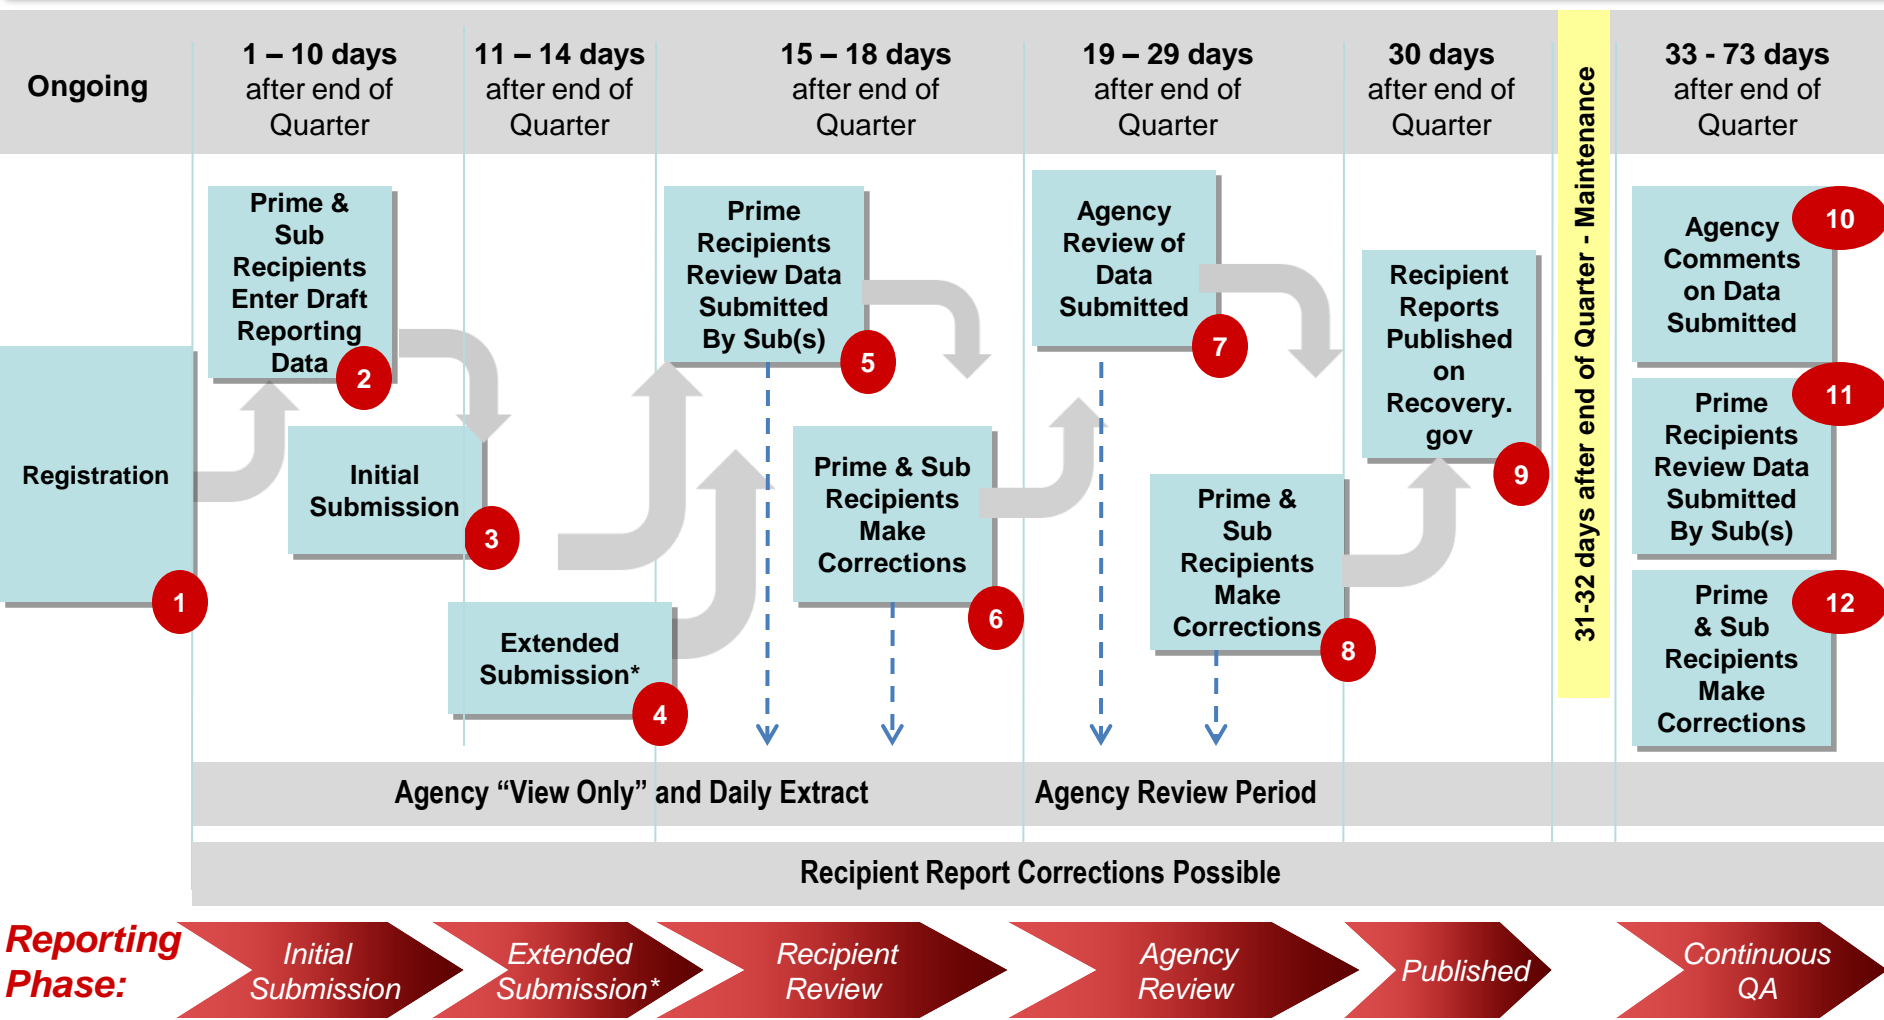 Ongoing
1 – 10 days
after end of
Quarter
11 – 14 days
after end of
Quarter
15 – 18 days
after end of
Quarter
19 – 29 days
after end of
Quarter
30 days
after end of
Quarter
31-32 days after end of Quarter - Maintenance
33 - 73 days
after end of
Quarter
Registration
1
Prime &
Sub
Recipients
Enter Draft
Reporting
Data
2
Initial
Submission
3
Extended
Submission*
4
Prime
Recipients
Review Data
Submitted
By Sub(s)
5
Prime & Sub
Recipients
Make
Corrections
6
Agency
Review of
Data
Submitted
7
Prime &
Sub
Recipients
Make
Corrections
8
Recipient
Reports
Published
on
Recovery.
gov
9
Agency
Comments
on Data
Submitted
10
Prime
Recipients
Review Data
Submitted
By Sub(s)
11
Prime
& Sub
Recipients
Make
Corrections
12
Agency “View Only” and Daily Extract
Agency Review Period
Recipient Report Corrections Possible
Reporting
Phase:
Initial
Submission
Extended
Submission*
Recipient
Review
Agency
Review
Published
Continuous
QA